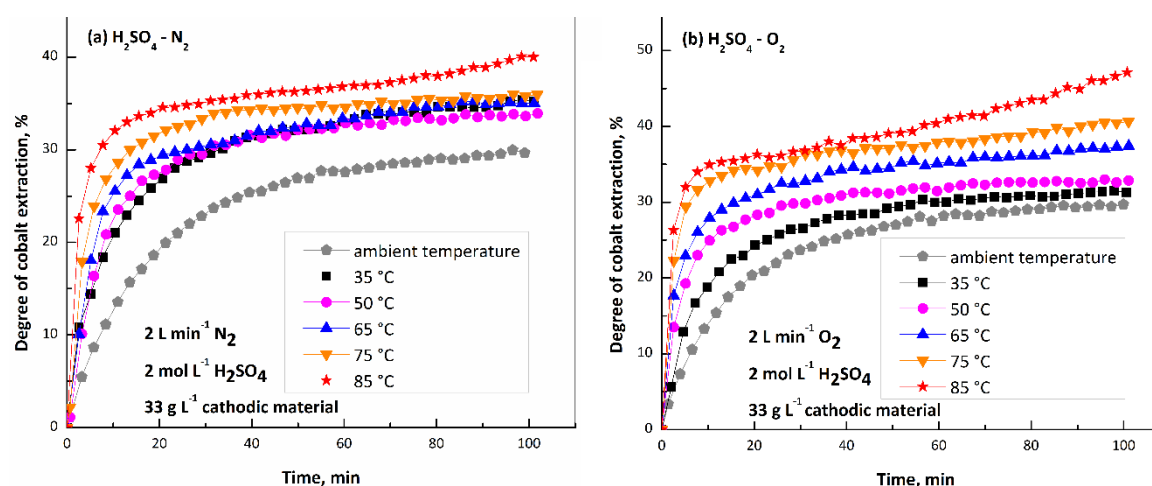 (a) H₂SO₄ - N₂
Degree of cobalt extraction, %
40
30
20
10
0
ambient temperature
35 °C
50 °C
65 °C
75 °C
85 °C
2 L min⁻¹ N₂
2 mol L⁻¹ H₂SO₄
33 g L⁻¹ cathodic material
0 20 40 60 80 100
Time, min
(b) H₂SO₄ - O₂
Degree of cobalt extraction, %
50
40
30
20
10
0
ambient temperature
35 °C
50 °C
65 °C
75 °C
85 °C
2 L min⁻¹ O₂
2 mol L⁻¹ H₂SO₄
33 g L⁻¹ cathodic material
0 20 40 60 80 100
Time, min